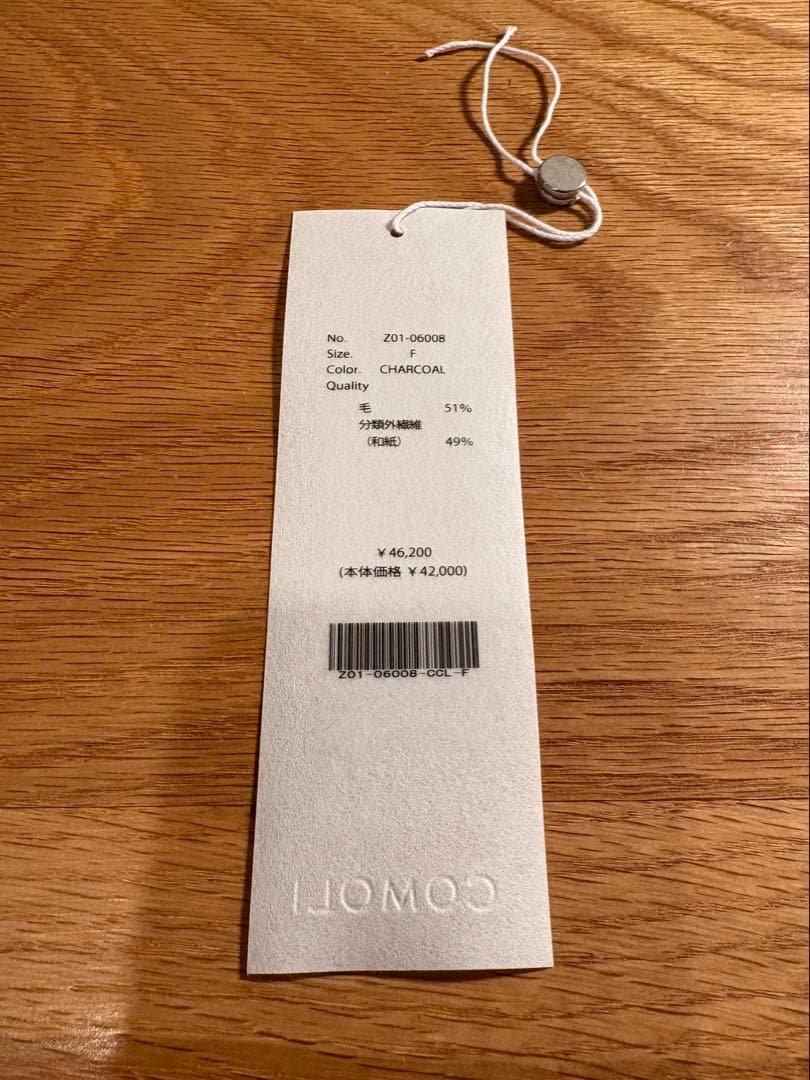 No. Z01-06008
Size. F
Color. CHARCOAL
Quality
毛 51%
分類外繊維
(和紙) 49%
¥46,200
(本体価格 ¥42,000)
Z01-06008-CCL-F
COMOLI